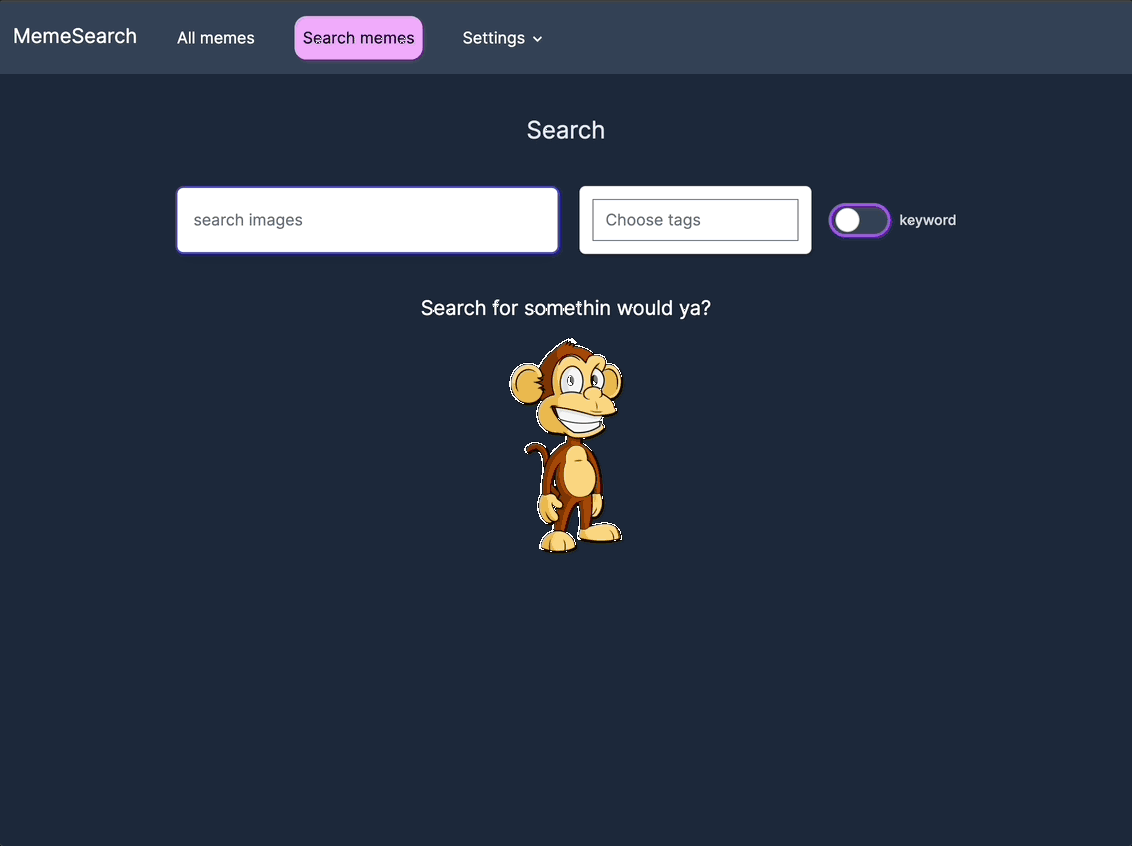 MemeSearch
All memes
Search memes
Settings
Search
search images
Choose tags
keyword
Search for somethin would ya?